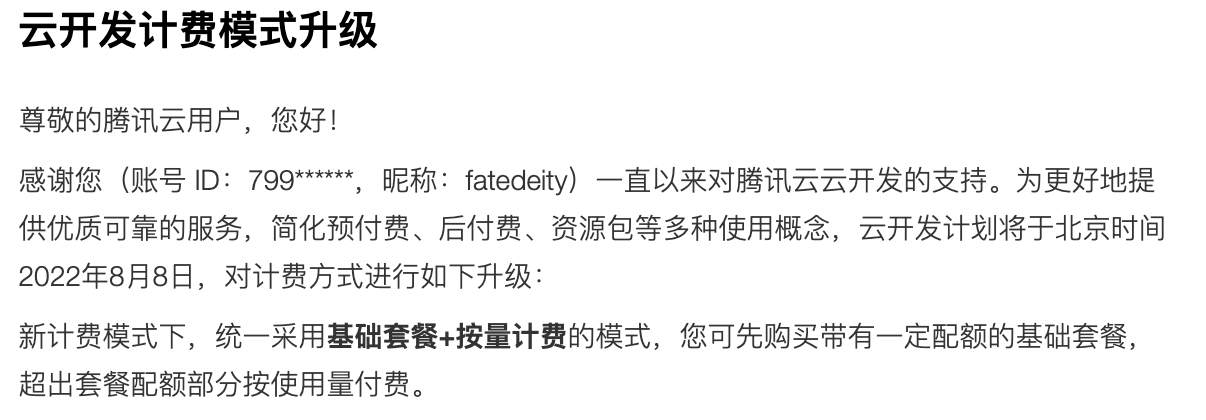 云开发计费模式升级
尊敬的腾讯云用户，您好！
感谢您（账号 ID：799******，昵称：fatedeity）一直以来对腾讯云云开发的支持。为更好地提
供优质可靠的服务，简化预付费、后付费、资源包等多种使用概念，云开发计划将于北京时间
2022年8月8日，对计费方式进行如下升级：
新计费模式下，统一采用基础套餐+按量计费的模式，您可先购买带有一定配额的基础套餐，
超出套餐配额部分按使用量付费。